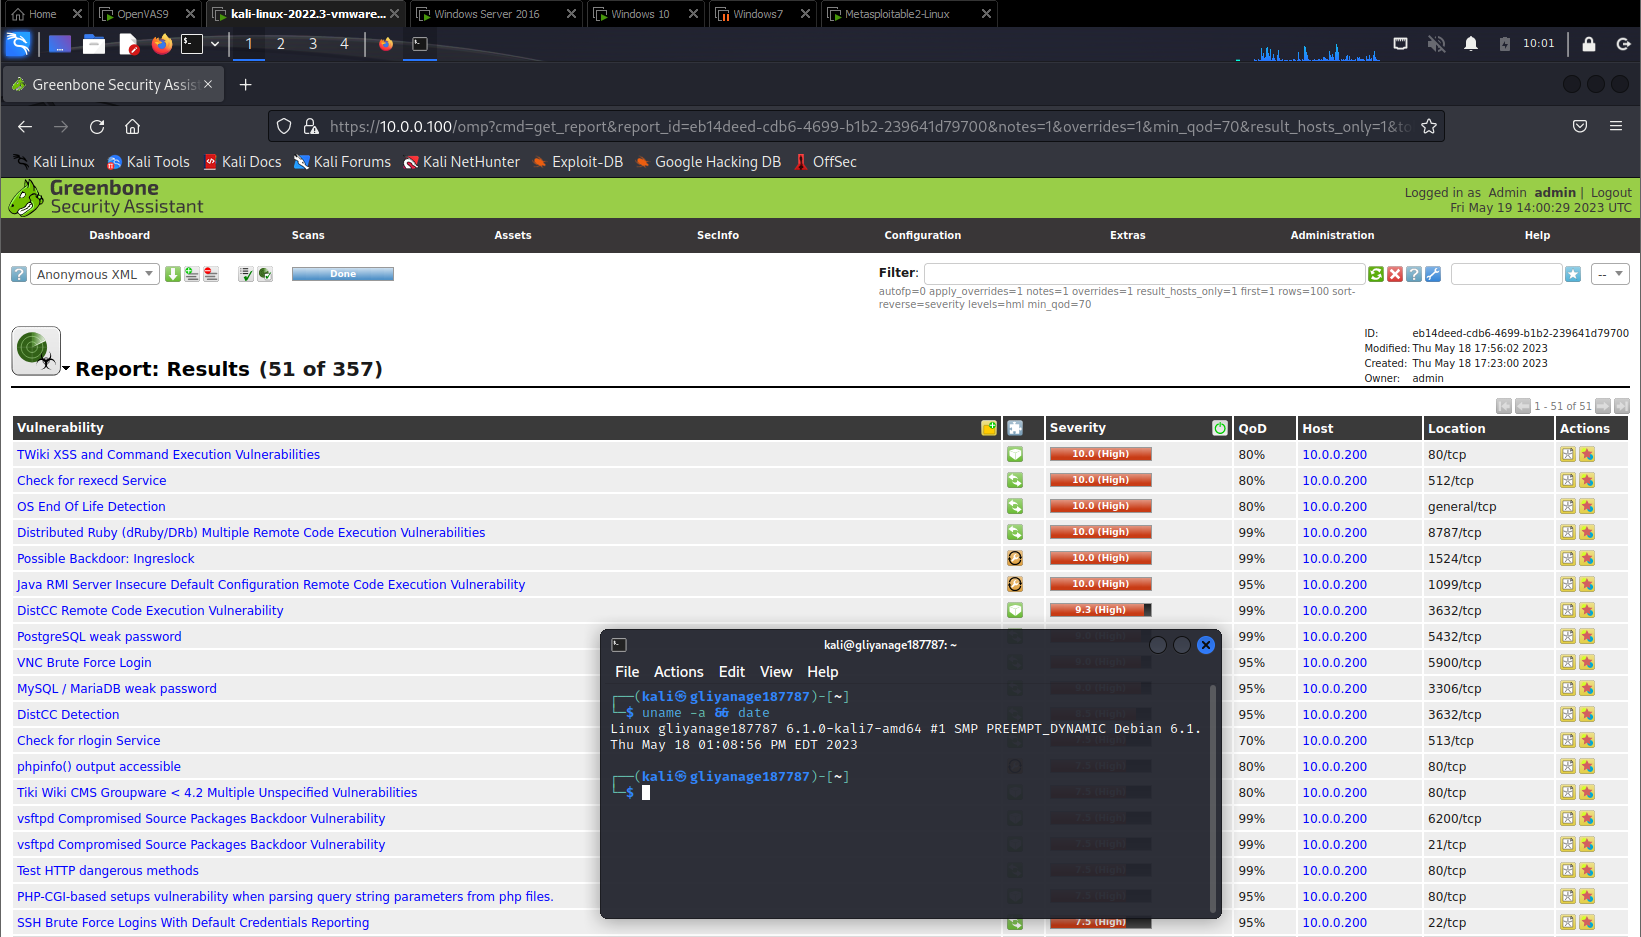 Home OpenVAS9 kali-linux-2022.3-vmware... Windows Server 2016 Windows 10 Windows7 Metasploitable2-Linux
1 2 3 4 10:01
Greenbone Security Assis
https://10.0.0.100/omp?cmd=get_report&report_id=eb14deed-cdb6-4699-b1b2-239641d79700&notes=1&overrides=1&min_qod=70&result_hosts_only=1&to
Kali Linux Kali Tools Kali Docs Kali Forums Kali NetHunter Exploit-DB Google Hacking DB OffSec
Greenbone
Security Assistant
Logged in as Admin admin | Logout
Fri May 19 14:00:29 2023 UTC
Dashboard Scans Assets SecInfo Configuration Extras Administration Help
Anonymous XML Done Filter: --
autofp=0 apply_overrides=1 notes=1 overrides=1 result_hosts_only=1 first=1 rows=100 sort-
reverse=severity levels=hml min_qod=70
ID: eb14deed-cdb6-4699-b1b2-239641d79700
Modified: Thu May 18 17:56:02 2023
Created: Thu May 18 17:23:00 2023
Owner: admin
Report: Results (51 of 357)
1 - 51 of 51
Vulnerability Severity QoD Host Location Actions
TWiki XSS and Command Execution Vulnerabilities 10.0 (High) 80% 10.0.0.200 80/tcp
Check for rexecd Service 10.0 (High) 80% 10.0.0.200 512/tcp
OS End Of Life Detection 10.0 (High) 80% 10.0.0.200 general/tcp
Distributed Ruby (dRuby/DRb) Multiple Remote Code Execution Vulnerabilities 10.0 (High) 99% 10.0.0.200 8787/tcp
Possible Backdoor: Ingreslock 10.0 (High) 99% 10.0.0.200 1524/tcp
Java RMI Server Insecure Default Configuration Remote Code Execution Vulnerability 10.0 (High) 95% 10.0.0.200 1099/tcp
DistCC Remote Code Execution Vulnerability 9.3 (High) 99% 10.0.0.200 3632/tcp
PostgreSQL weak password 99% 10.0.0.200 5432/tcp
VNC Brute Force Login 95% 10.0.0.200 5900/tcp
MySQL / MariaDB weak password 95% 10.0.0.200 3306/tcp
DistCC Detection 95% 10.0.0.200 3632/tcp
Check for rlogin Service 70% 10.0.0.200 513/tcp
phpinfo() output accessible 80% 10.0.0.200 80/tcp
Tiki Wiki CMS Groupware < 4.2 Multiple Unspecified Vulnerabilities 80% 10.0.0.200 80/tcp
vsftpd Compromised Source Packages Backdoor Vulnerability 99% 10.0.0.200 6200/tcp
vsftpd Compromised Source Packages Backdoor Vulnerability 99% 10.0.0.200 21/tcp
Test HTTP dangerous methods 99% 10.0.0.200 80/tcp
PHP-CGI-based setups vulnerability when parsing query string parameters from php files. 95% 10.0.0.200 80/tcp
SSH Brute Force Logins With Default Credentials Reporting 7.5 (High) 95% 10.0.0.200 22/tcp
kali@gliyanage187787: ~
File Actions Edit View Help
┌──(kali㉿gliyanage187787)-[~]
└─$ uname -a && date
Linux gliyanage187787 6.1.0-kali7-amd64 #1 SMP PREEMPT_DYNAMIC Debian 6.1.
Thu May 18 01:08:56 PM EDT 2023
┌──(kali㉿gliyanage187787)-[~]
└─$